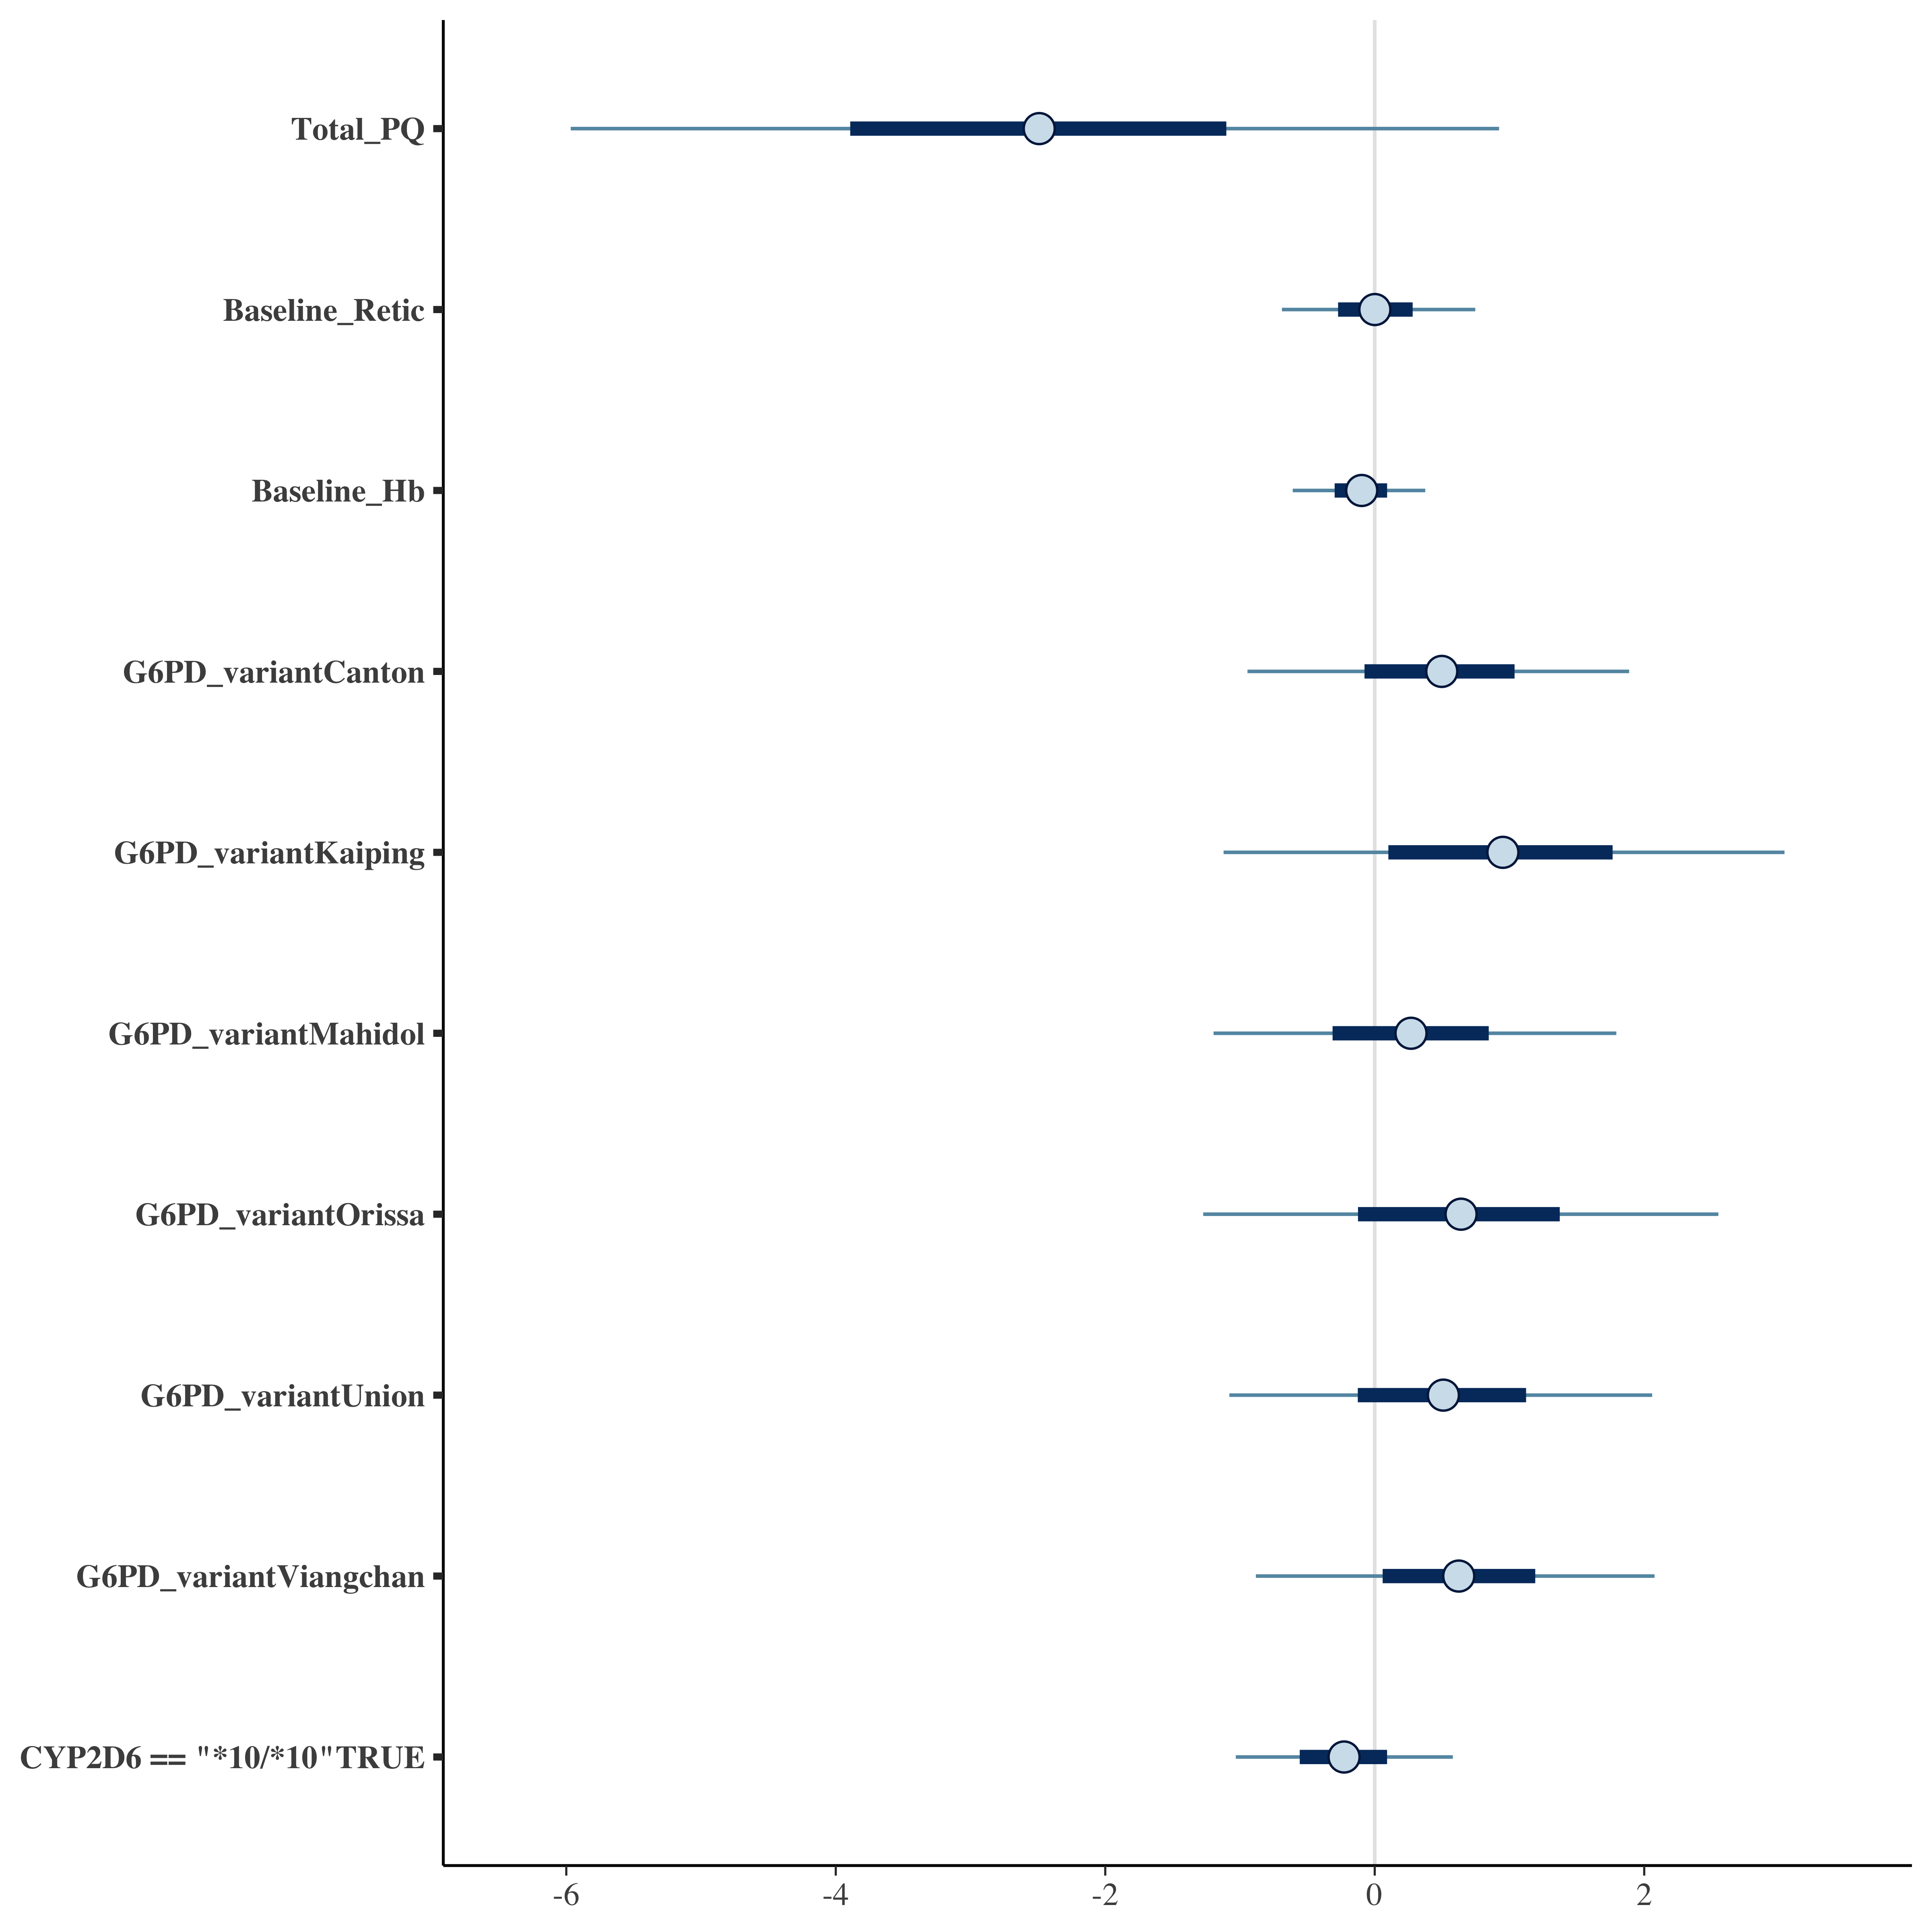 Total_PQ
Baseline_Retic
Baseline_Hb
G6PD_variantCanton
G6PD_variantKaiping
G6PD_variantMahidol
G6PD_variantOrissa
G6PD_variantUnion
G6PD_variantViangchan
CYP2D6 == "*10/*10"TRUE
-6 -4 -2 0 2